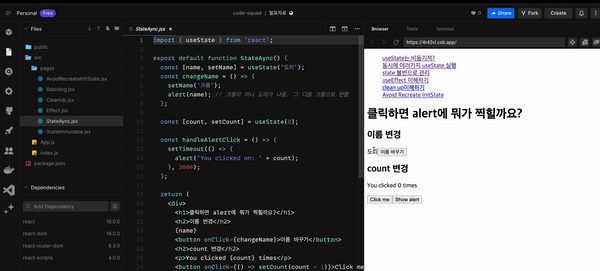 Personal
Free
code-squad / 발표자료
0
Share
Fork
Create
Files
public
src
pages
AvoidRecreateInitState.jsx
Batching.jsx
CleanUp.jsx
Effect.jsx
StateAync.jsx
StateImmutable.jsx
App.js
index.js
package.json
Dependencies
Add Dependency
react 18.0.0
react-dom 18.0.0
react-router-dom 6.3.0
react-scripts 4.0.0
StateAync.jsx
1 import { useState } from 'react';
export default function StateAync() {
const [name, setName] = useState('도리');
const changeName = () => {
setName('크롱');
alert(name); // 크롱이 아니 도리가 나옴. 그 다음 크롱으로 변함
};
const [count, setCount] = useState(0);
const handleAlertClick = () => {
setTimeout(() => {
alert('You clicked on: ' + count);
}, 3000);
};
return (
<div>
<h1>클릭하면 alert에 뭐가 찍힐까요?</h1>
<h2>이름 변경</h2>
{name}
<button onClick={changeName}>이름 바꾸기</button>
<h2>count 변경</h2>
<p>You clicked {count} times</p>
<button onClick={() => setCount(count + 1)}>Click me
Browser
Tests
Terminal
https://4r43vl.csb.app/
useState는 비동기적?
동시에 여러가지 useState 실행
state 불변으로 관리
useEffect 이해하기
clean up이해하기
Avoid Recreate InitState
클릭하면 alert에 뭐가 찍힐까요?
이름 변경
이름 바꾸기
count 변경
You clicked 0 times
Click me
Show alert